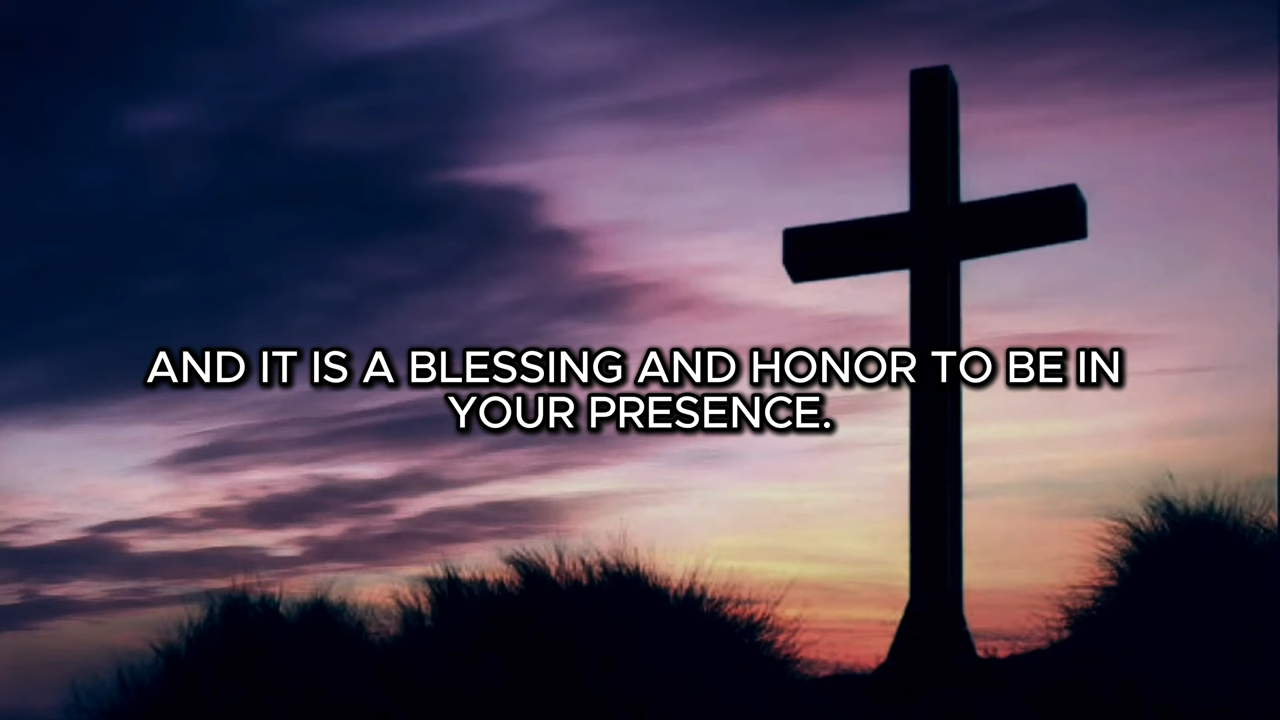 AND IT IS A BLESSING AND HONOR TO BE IN
YOUR PRESENCE.